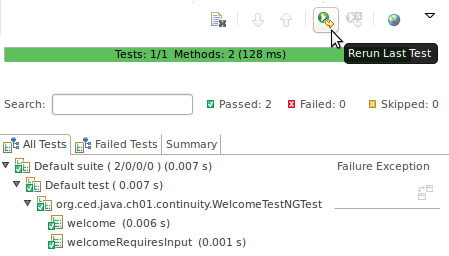 Tests: 1/1  Methods: 2 (128 ms)
Rerun Last Test
Search:
Passed: 2
Failed: 0
Skipped: 0
All Tests
Failed Tests
Summary
Default suite ( 2/0/0/0 ) (0.007 s)
Failure Exception
Default test ( 0.007 s)
org.ced.java.ch01.continuity.WelcomeTestNGTest
welcome  (0.006 s)
welcomeRequiresInput  (0.001 s)